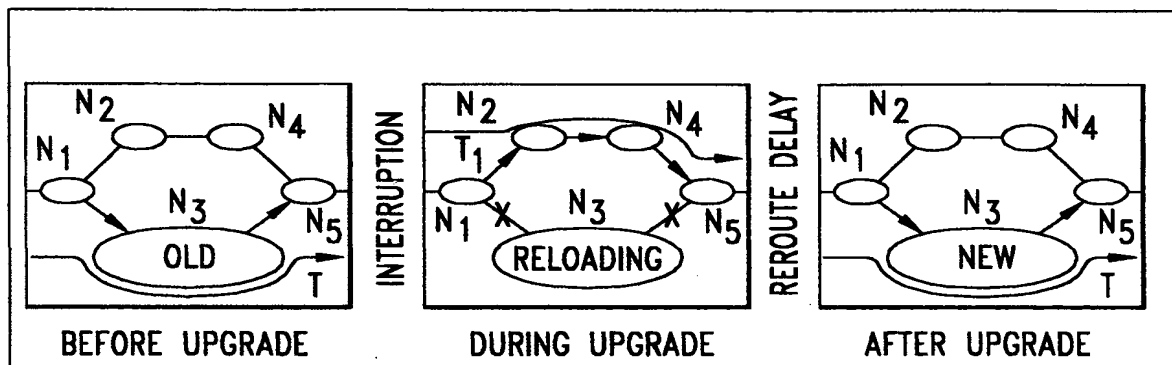 N2
N4
N1
N3
N5
OLD
T
BEFORE UPGRADE
INTERRUPTION
N2
N4
T1
N1
N3
N5
X
X
RELOADING
DURING UPGRADE
REROUTE DELAY
N2
N4
N1
N3
N5
NEW
T
AFTER UPGRADE